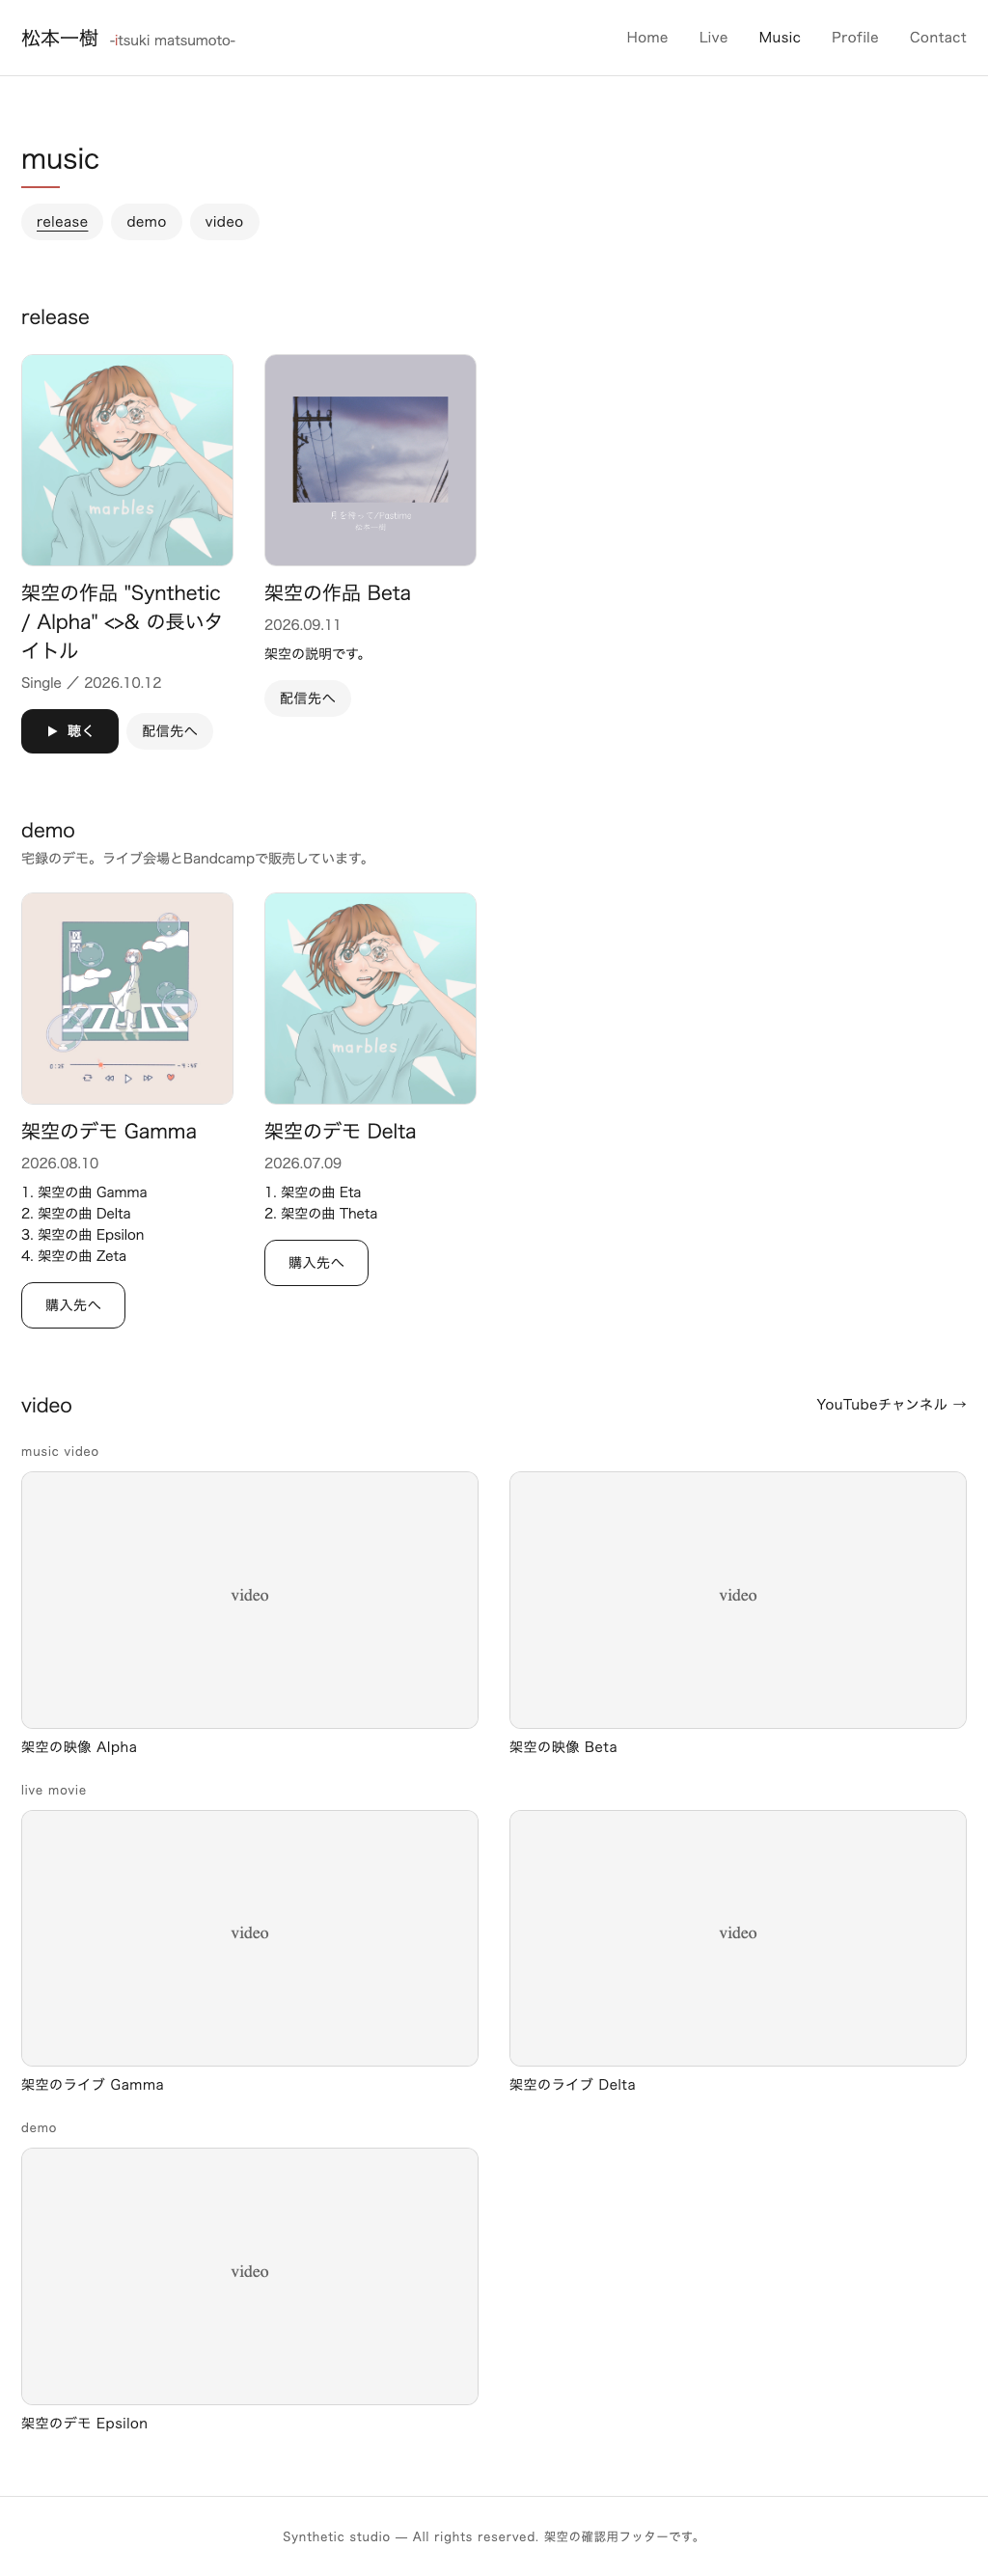 松本一樹 -itsuki matsumoto-
Home Live Music Profile Contact
music
release demo video
release
marbles
月を待って/Pastime
松本一樹
架空の作品 "Synthetic
/ Alpha" <>& の長いタ
イトル
Single ／ 2026.10.12
▶ 聴く 配信先へ
架空の作品 Beta
2026.09.11
架空の説明です。
配信先へ
demo
宅録のデモ。ライブ会場とBandcampで販売しています。
架空のデモ Gamma
2026.08.10
1. 架空の曲 Gamma
2. 架空の曲 Delta
3. 架空の曲 Epsilon
4. 架空の曲 Zeta
購入先へ
marbles
架空のデモ Delta
2026.07.09
1. 架空の曲 Eta
2. 架空の曲 Theta
購入先へ
video
YouTubeチャンネル →
music video
video
video
架空の映像 Alpha
架空の映像 Beta
live movie
video
video
架空のライブ Gamma
架空のライブ Delta
demo
video
架空のデモ Epsilon
Synthetic studio — All rights reserved. 架空の確認用フッターです。